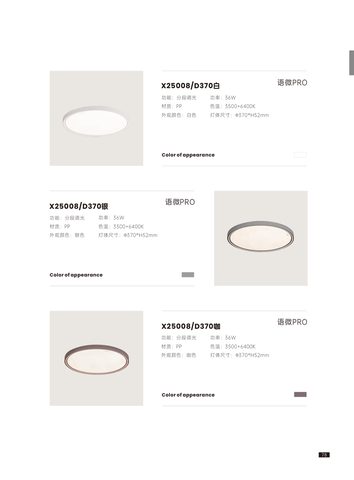 X25008/D370白
语微PRO
功能：分段调光 功率：36W
材质：PP 色温：3500+6400K
外观颜色：白色 灯体尺寸：Φ370*H52mm
Color of appearance
X25008/D370银
语微PRO
功能：分段调光 功率：36W
材质：PP 色温：3500+6400K
外观颜色：银色 灯体尺寸：Φ370*H52mm
Color of appearance
X25008/D370咖
语微PRO
功能：分段调光 功率：36W
材质：PP 色温：3500+6400K
外观颜色：咖色 灯体尺寸：Φ370*H52mm
Color of appearance